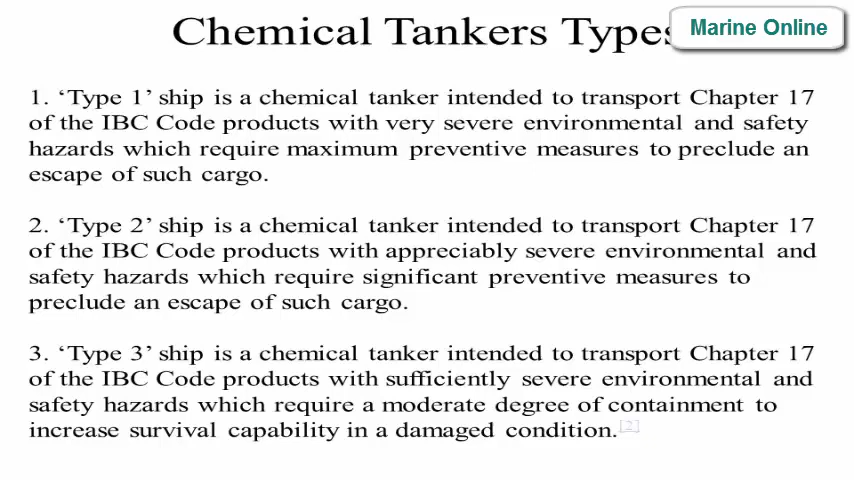 Chemical Tankers Types
Marine Online
1. ‘Type 1’ ship is a chemical tanker intended to transport Chapter 17
of the IBC Code products with very severe environmental and safety
hazards which require maximum preventive measures to preclude an
escape of such cargo.
2. ‘Type 2’ ship is a chemical tanker intended to transport Chapter 17
of the IBC Code products with appreciably severe environmental and
safety hazards which require significant preventive measures to
preclude an escape of such cargo.
3. ‘Type 3’ ship is a chemical tanker intended to transport Chapter 17
of the IBC Code products with sufficiently severe environmental and
safety hazards which require a moderate degree of containment to
increase survival capability in a damaged condition.[2]